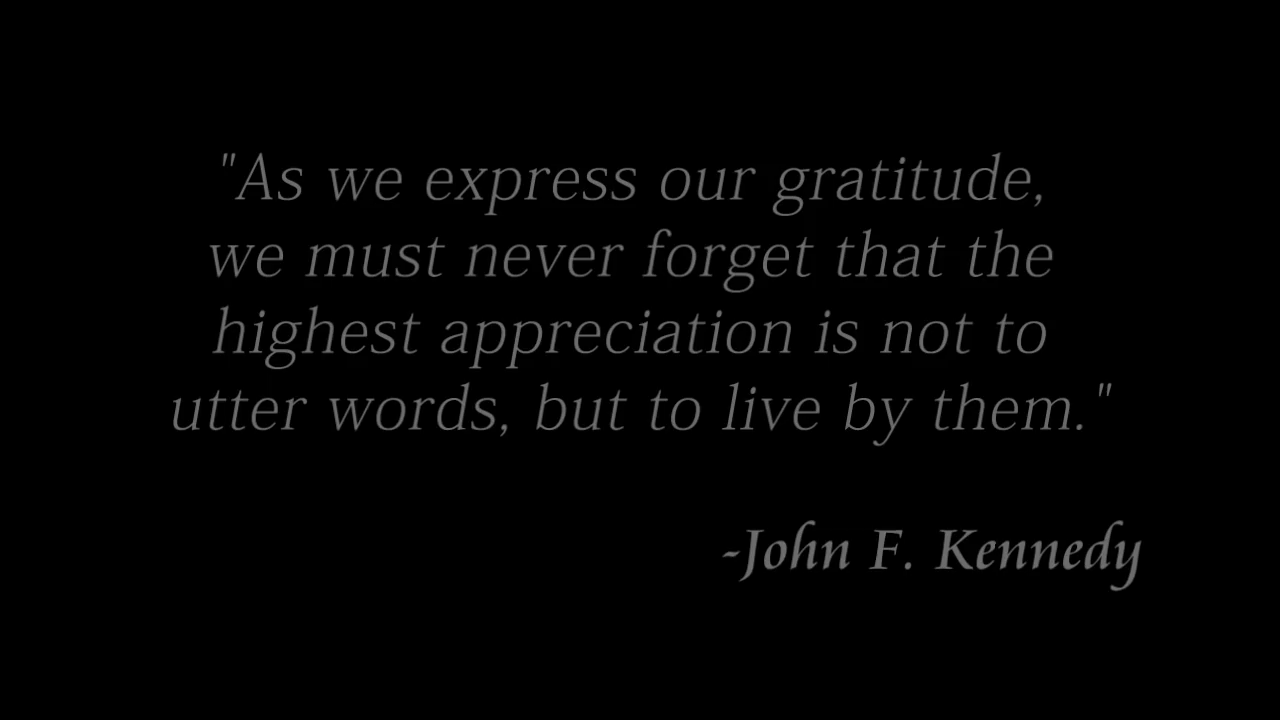 "As we express our gratitude,
we must never forget that the
highest appreciation is not to
utter words, but to live by them."
-John F. Kennedy